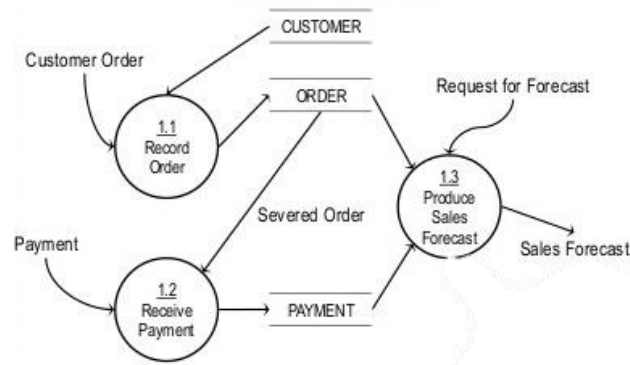 CUSTOMER
Customer Order
ORDER
Request for Forecast
1.1
Record
Order
1.3
Produce
Sales
Forecast
Severed Order
Payment
Sales Forecast
1.2
Receive
Payment
PAYMENT